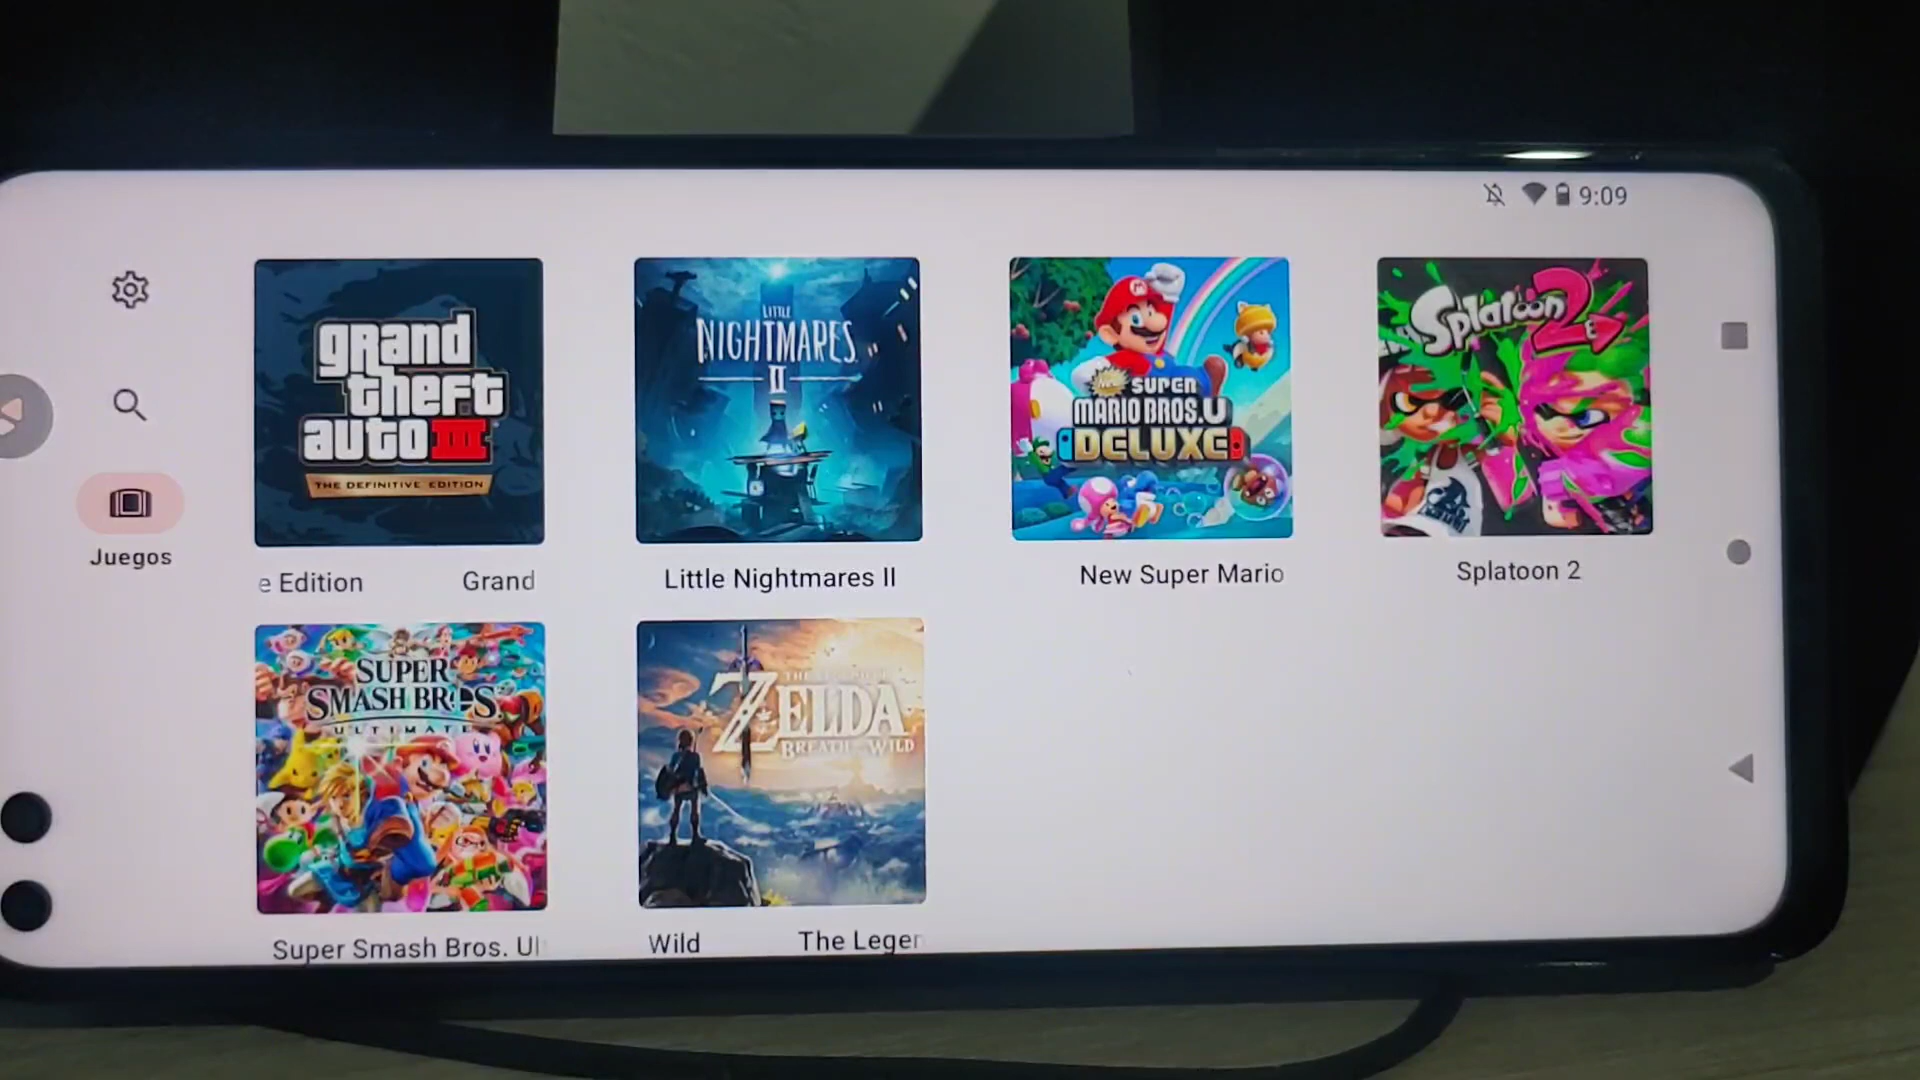 9:09
Juegos
grand
theft
auto III
THE DEFINITIVE EDITION
e Edition Grand
LITTLE
NIGHTMARES
II
Little Nightmares II
New SUPER
MARIO BROS.U
DELUXE
New Super Mario
Splatoon 2
Splatoon 2
SUPER
SMASH BROS.
ULTIMATE
Super Smash Bros. Ul
ZELDA
BREATH OF THE WILD
Wild The Legen